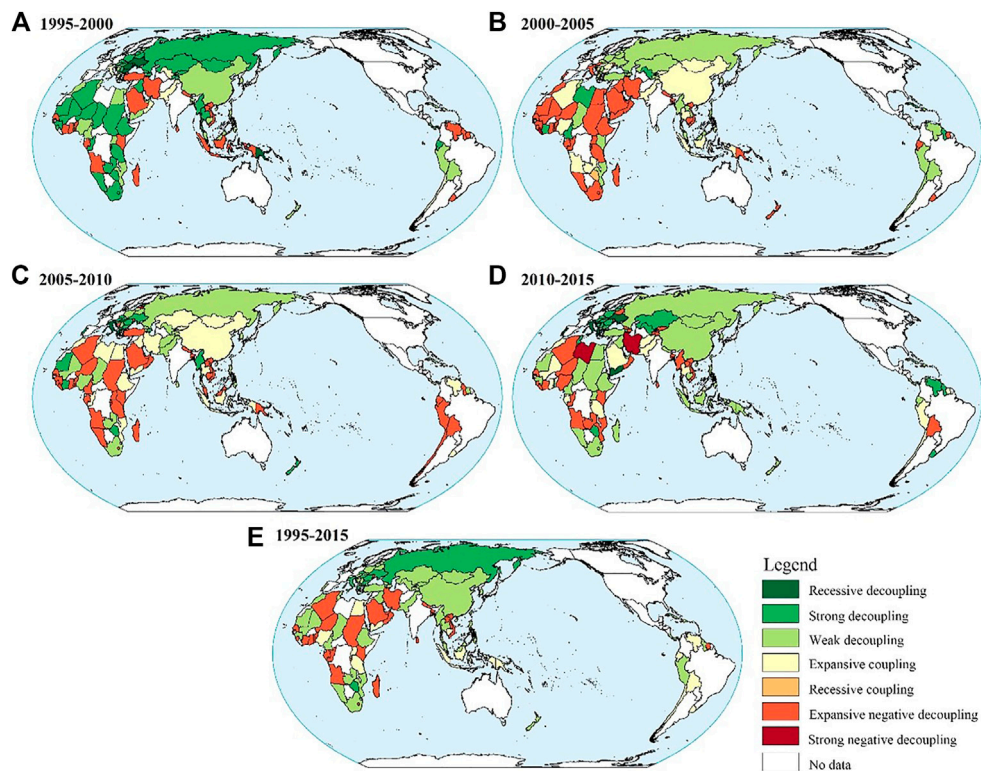 A 1995-2000
B 2000-2005
C 2005-2010
D 2010-2015
E 1995-2015
Legend
Recessive decoupling
Strong decoupling
Weak decoupling
Expansive coupling
Recessive coupling
Expansive negative decoupling
Strong negative decoupling
No data